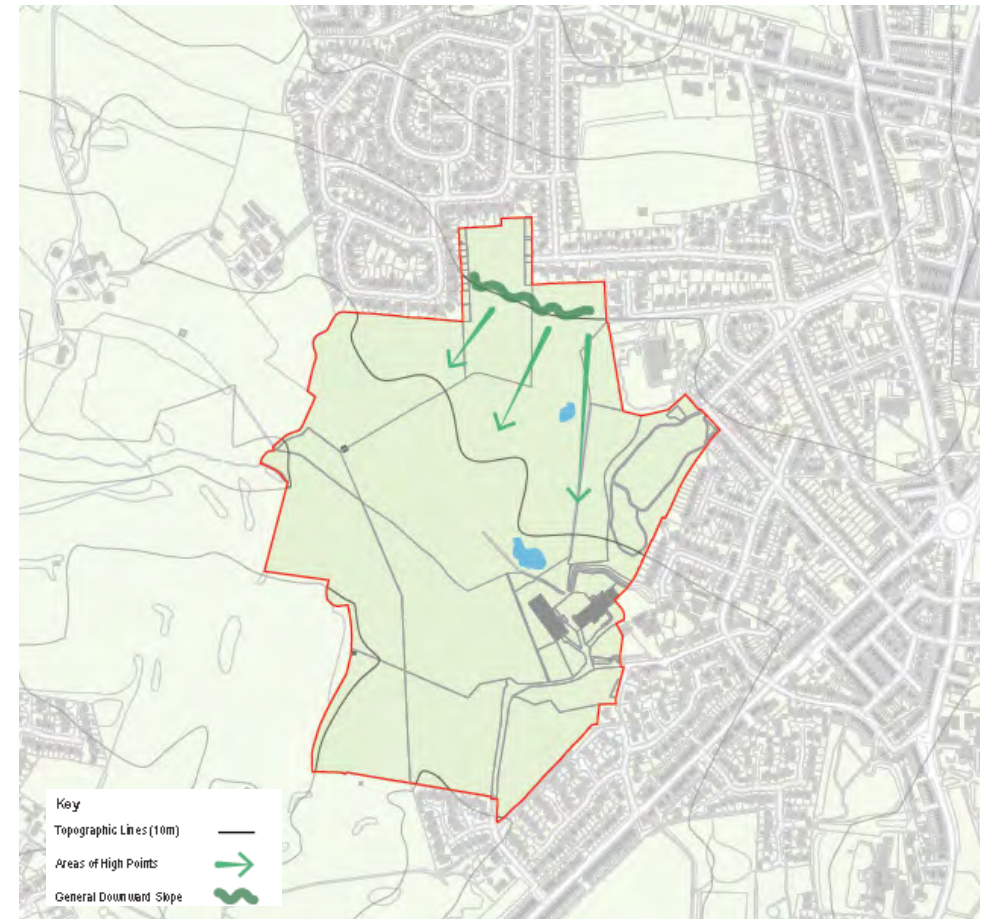 Key
Topographic Lines (10m)
Areas of High Points
General Downward Slope